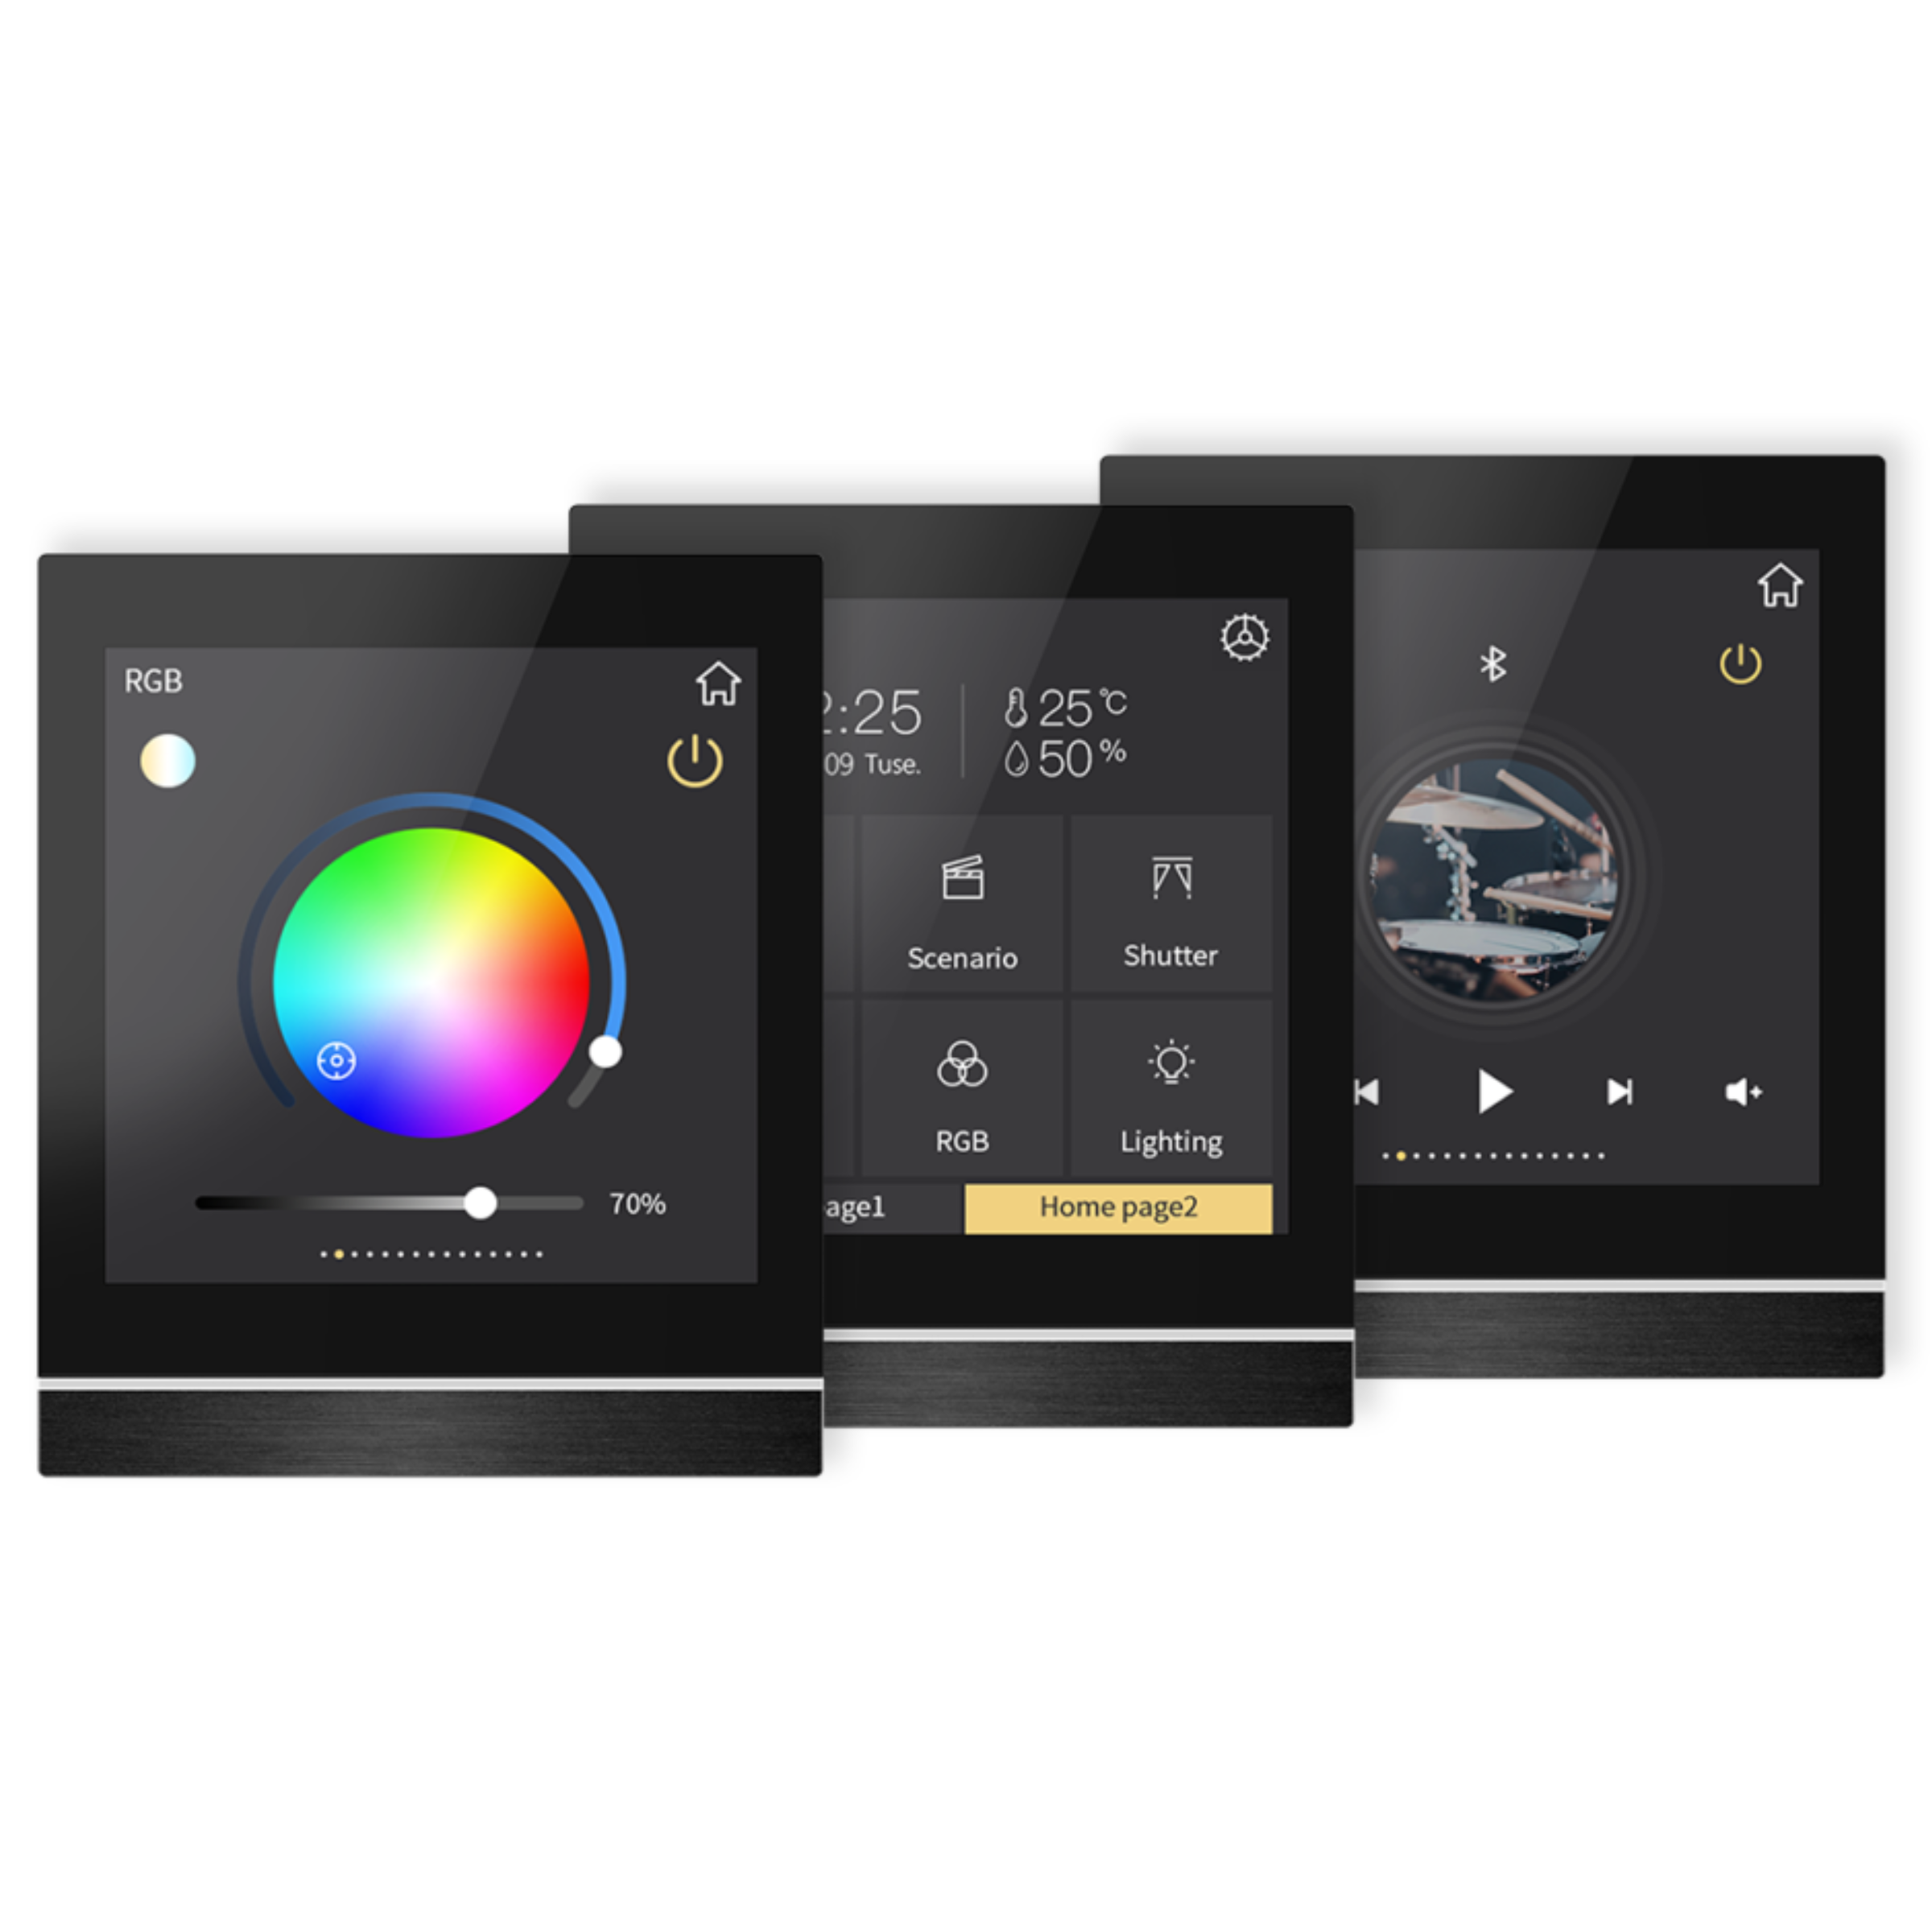 RGB
70%
:25
09 Tuse.
25℃
50%
Scenario
Shutter
RGB
Lighting
age1
Home page2